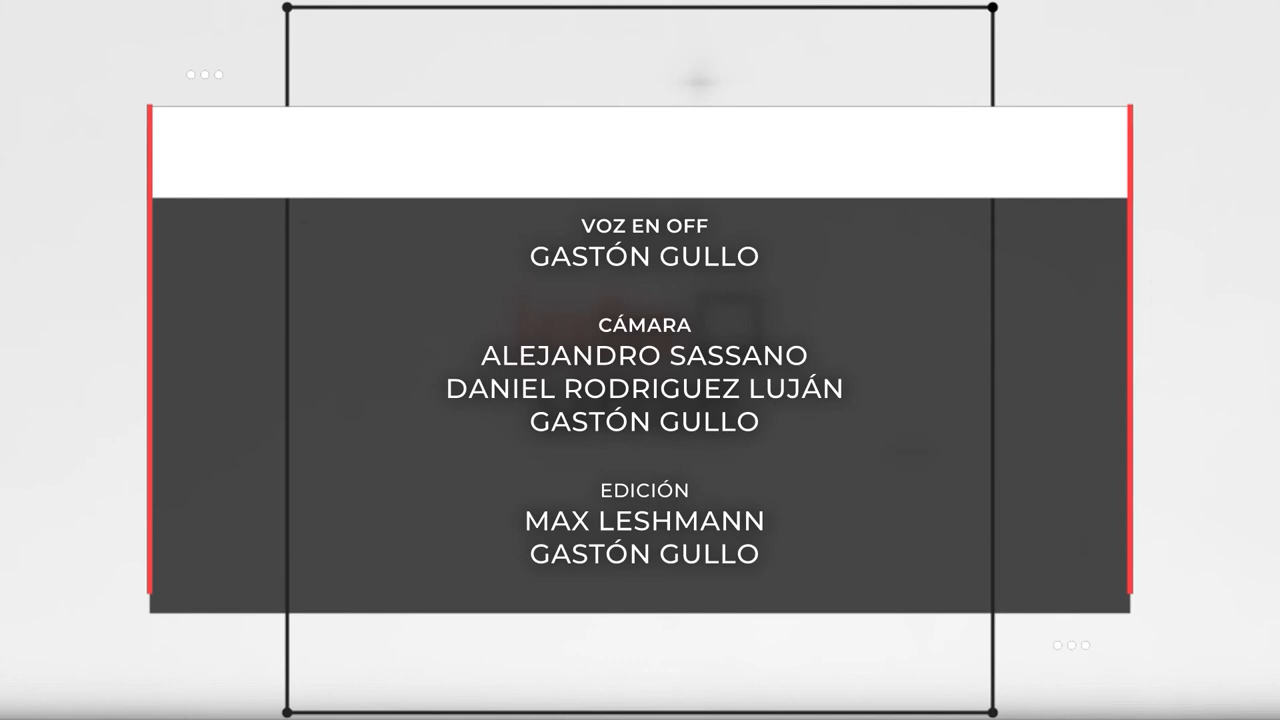 VOZ EN OFF
GASTÓN GULLO
CÁMARA
ALEJANDRO SASSANO
DANIEL RODRIGUEZ LUJÁN
GASTÓN GULLO
EDICIÓN
MAX LESHMANN
GASTÓN GULLO